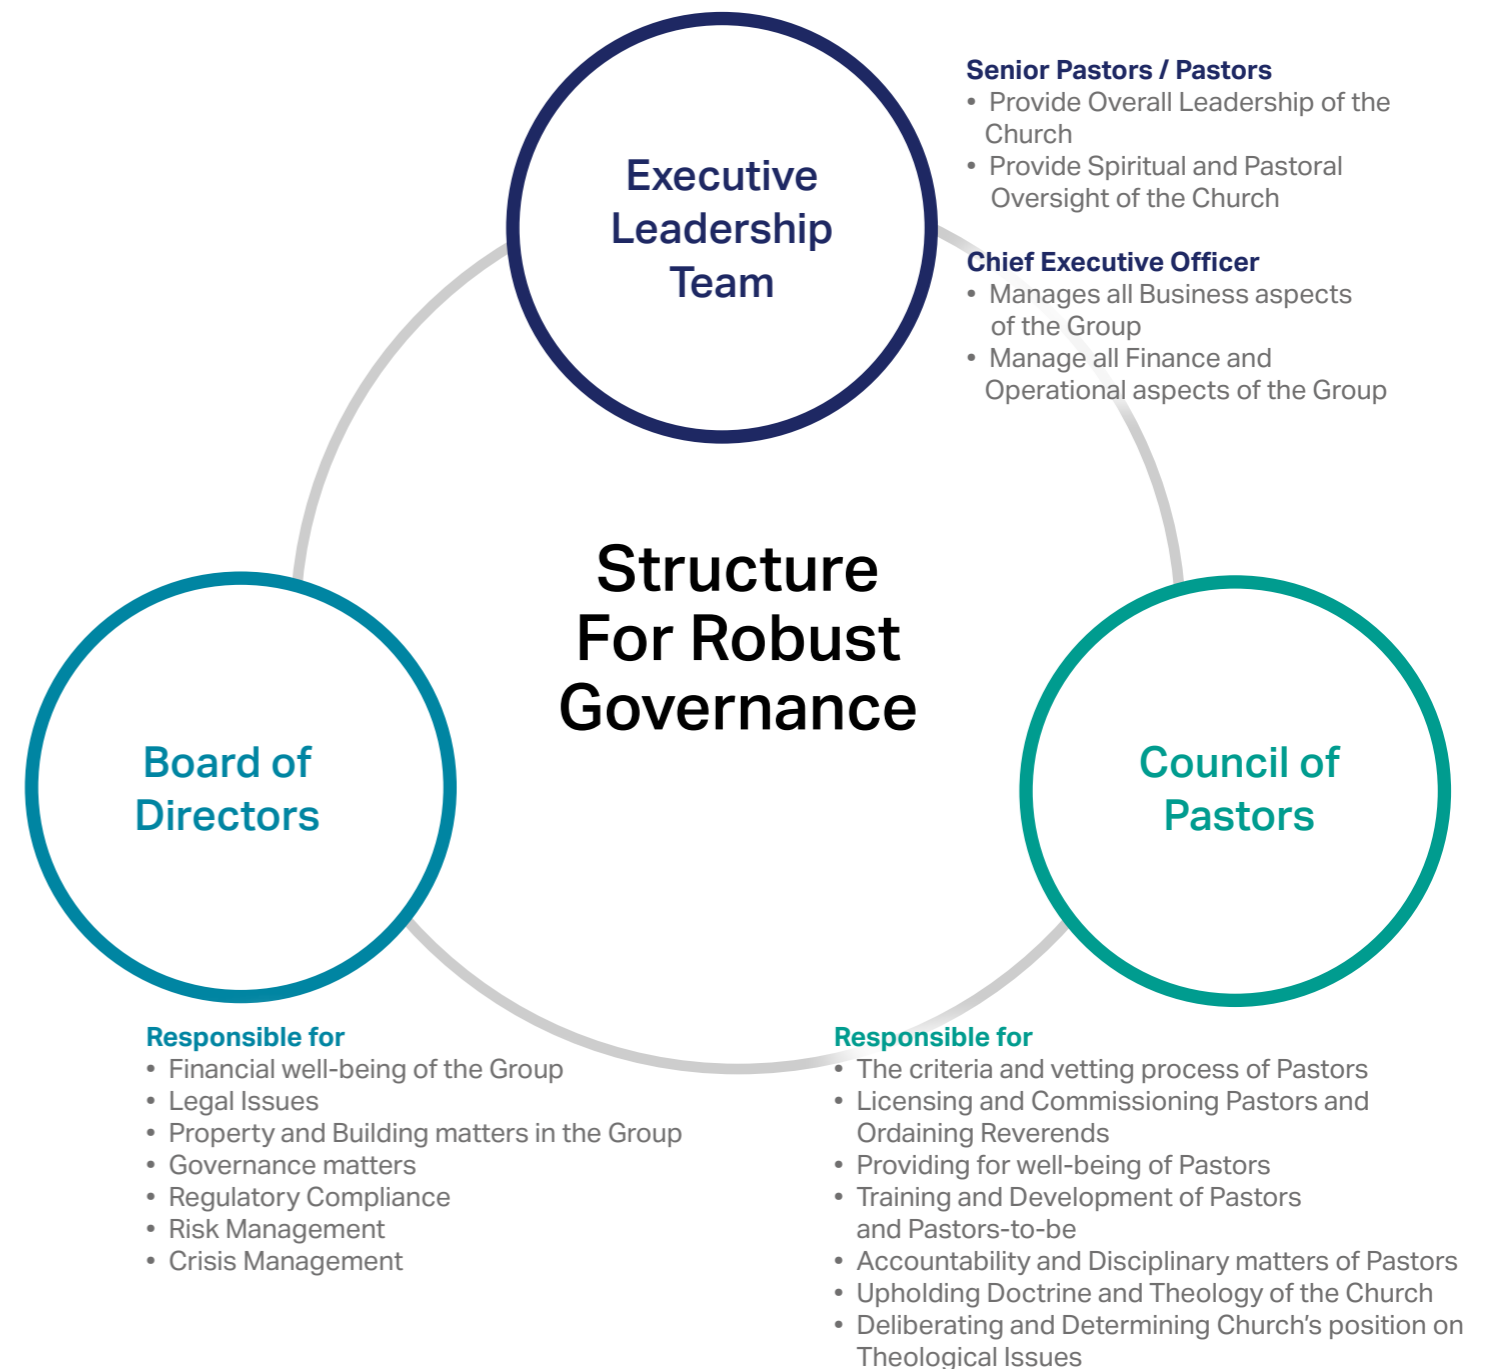 Executive
Leadership
Team
Senior Pastors / Pastors
• Provide Overall Leadership of the
Church
• Provide Spiritual and Pastoral
Oversight of the Church
Chief Executive Officer
• Manages all Business aspects
of the Group
• Manage all Finance and
Operational aspects of the Group
Structure
For Robust
Governance
Board of
Directors
Council of
Pastors
Responsible for
• Financial well-being of the Group
• Legal Issues
• Property and Building matters in the Group
• Governance matters
• Regulatory Compliance
• Risk Management
• Crisis Management
Responsible for
• The criteria and vetting process of Pastors
• Licensing and Commissioning Pastors and
Ordaining Reverends
• Providing for well-being of Pastors
• Training and Development of Pastors
and Pastors-to-be
• Accountability and Disciplinary matters of Pastors
• Upholding Doctrine and Theology of the Church
• Deliberating and Determining Church’s position on
Theological Issues